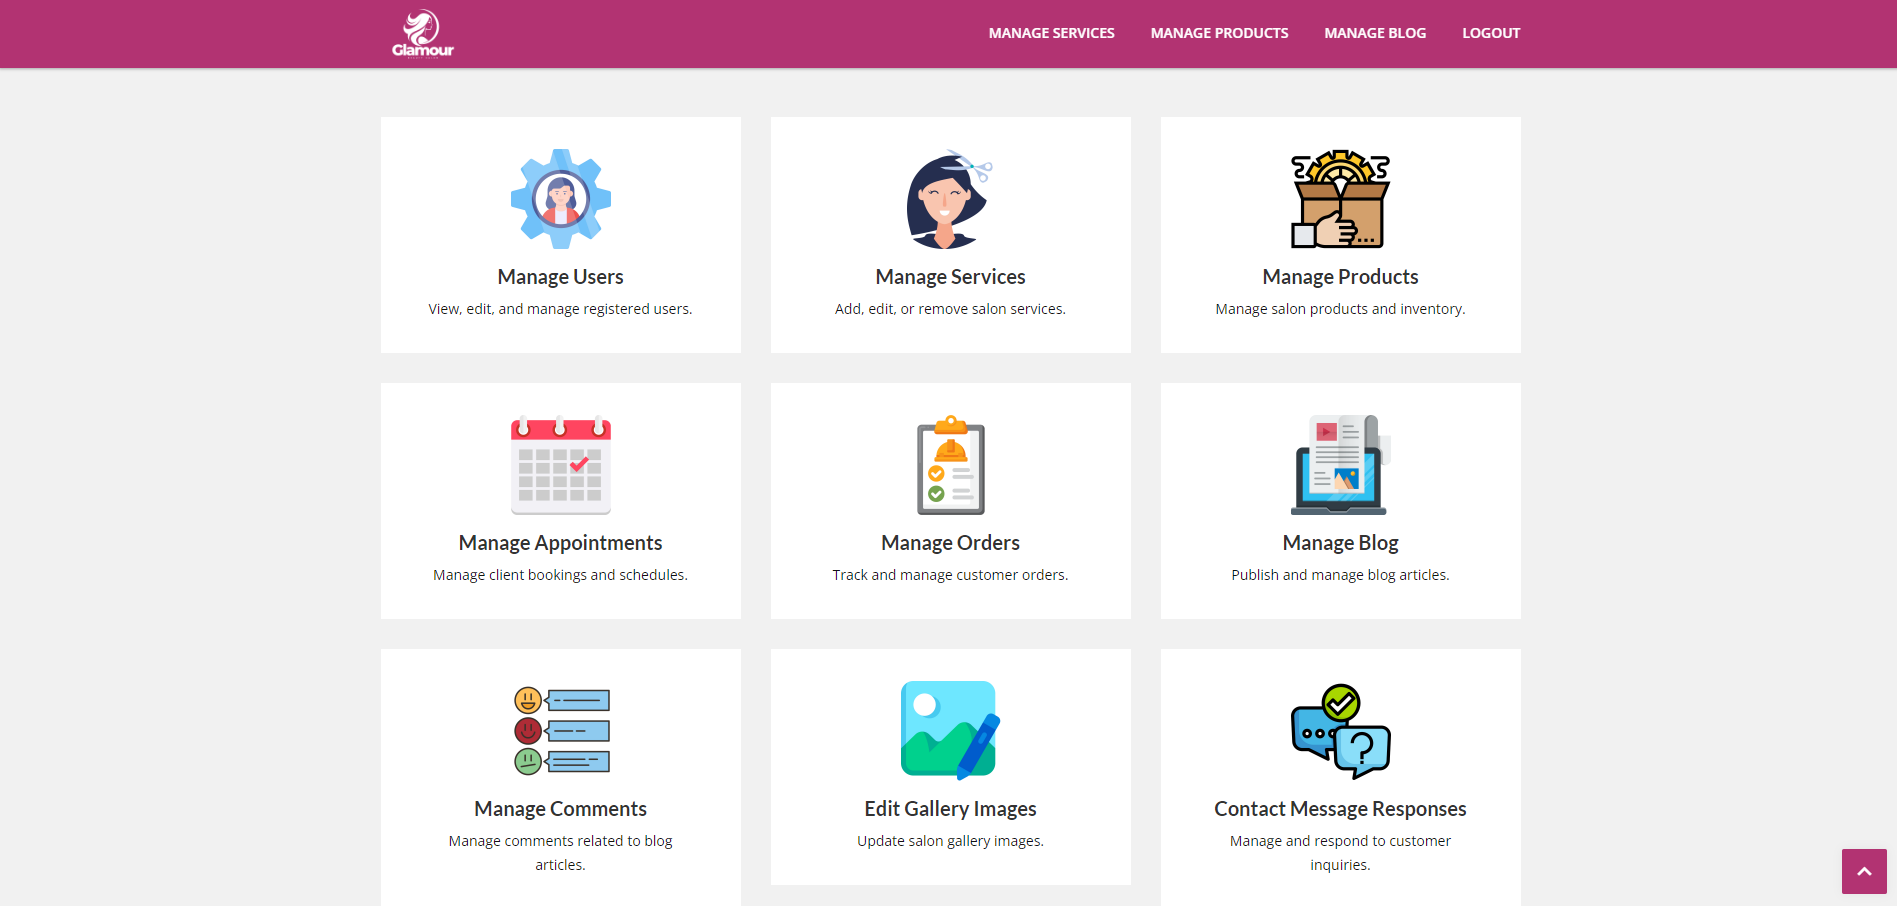 Glamour
MANAGE SERVICES
MANAGE PRODUCTS
MANAGE BLOG
LOGOUT
Manage Users
View, edit, and manage registered users.
Manage Services
Add, edit, or remove salon services.
Manage Products
Manage salon products and inventory.
Manage Appointments
Manage client bookings and schedules.
Manage Orders
Track and manage customer orders.
Manage Blog
Publish and manage blog articles.
Manage Comments
Manage comments related to blog
articles.
Edit Gallery Images
Update salon gallery images.
Contact Message Responses
Manage and respond to customer
inquiries.